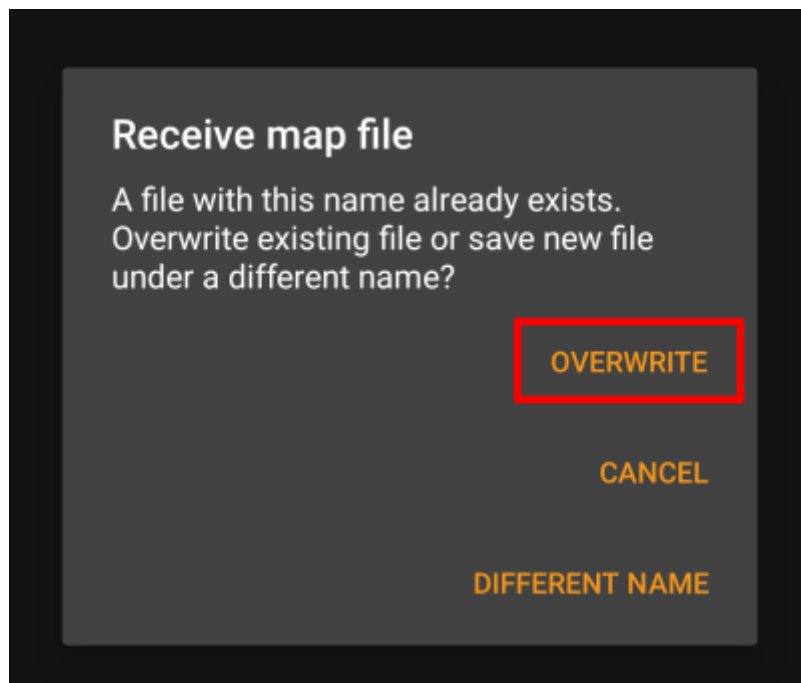 Receive map file
A file with this name already exists.
Overwrite existing file or save new file
under a different name?
OVERWRITE
CANCEL
DIFFERENT NAME